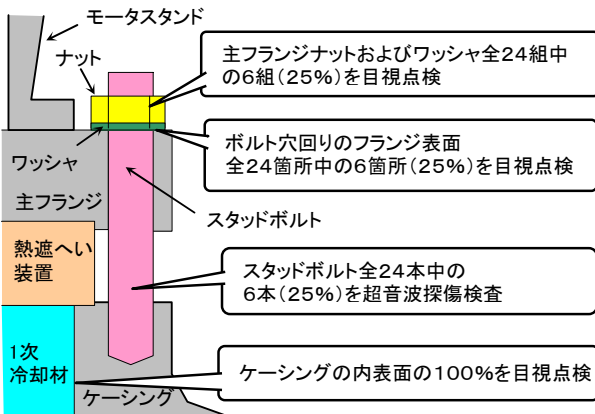 モータスタンド
ナット
主フランジナットおよびワッシャ全24組中
の6組(25%)を目視点検
ボルト穴回りのフランジ表面
全24箇所中の6箇所(25%)を目視点検
ワッシャ
主フランジ
スタッドボルト
熱遮へい
装置
スタッドボルト全24本中の
6本(25%)を超音波探傷検査
1次
冷却材
ケーシングの内表面の100%を目視点検
ケーシング